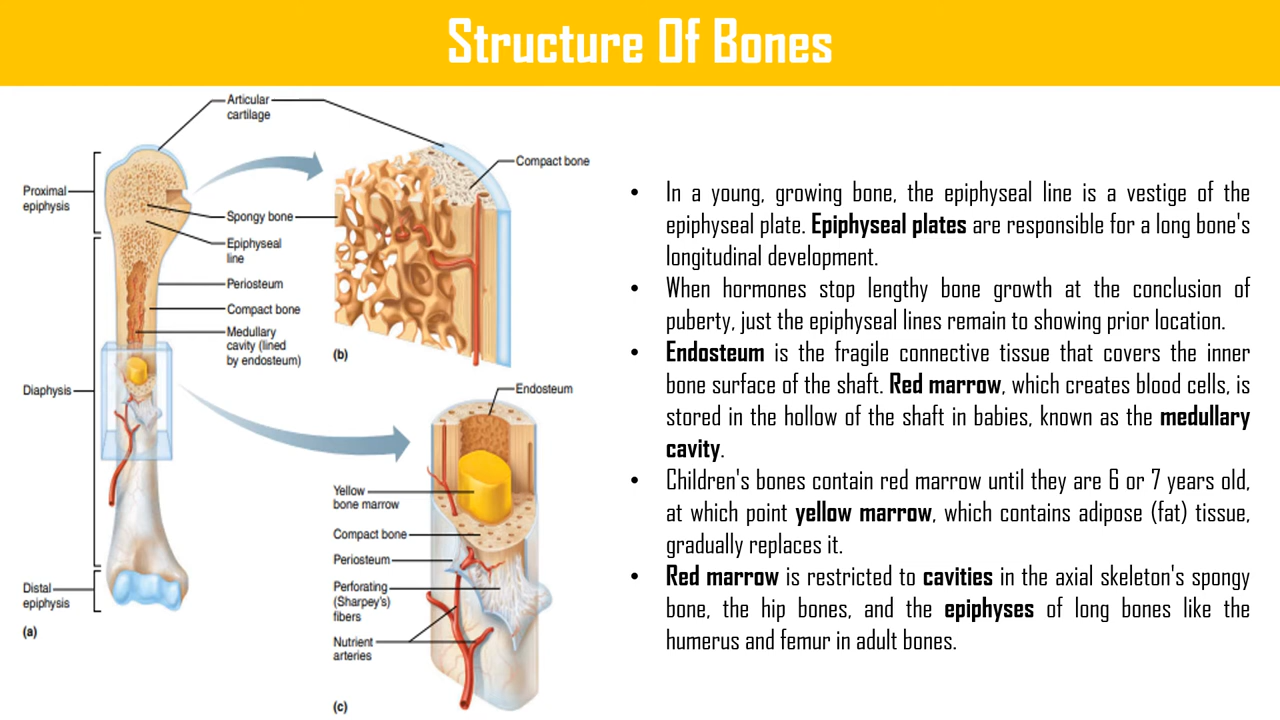 Structure Of Bones
Articular
cartilage
Compact bone
Proximal
epiphysis
Spongy bone
Epiphyseal
line
Periosteum
Compact bone
Medullary
cavity (lined
by endosteum)
(b)
Diaphysis
Endosteum
Yellow
bone marrow
Compact bone
Periosteum
Perforating
(Sharpey's)
fibers
Nutrient
arteries
Distal
epiphysis
(a)
(c)
• In a young, growing bone, the epiphyseal line is a vestige of the
epiphyseal plate. Epiphyseal plates are responsible for a long bone's
longitudinal development.
• When hormones stop lengthy bone growth at the conclusion of
puberty, just the epiphyseal lines remain to showing prior location.
• Endosteum is the fragile connective tissue that covers the inner
bone surface of the shaft. Red marrow, which creates blood cells, is
stored in the hollow of the shaft in babies, known as the medullary
cavity.
• Children's bones contain red marrow until they are 6 or 7 years old,
at which point yellow marrow, which contains adipose (fat) tissue,
gradually replaces it.
• Red marrow is restricted to cavities in the axial skeleton's spongy
bone, the hip bones, and the epiphyses of long bones like the
humerus and femur in adult bones.